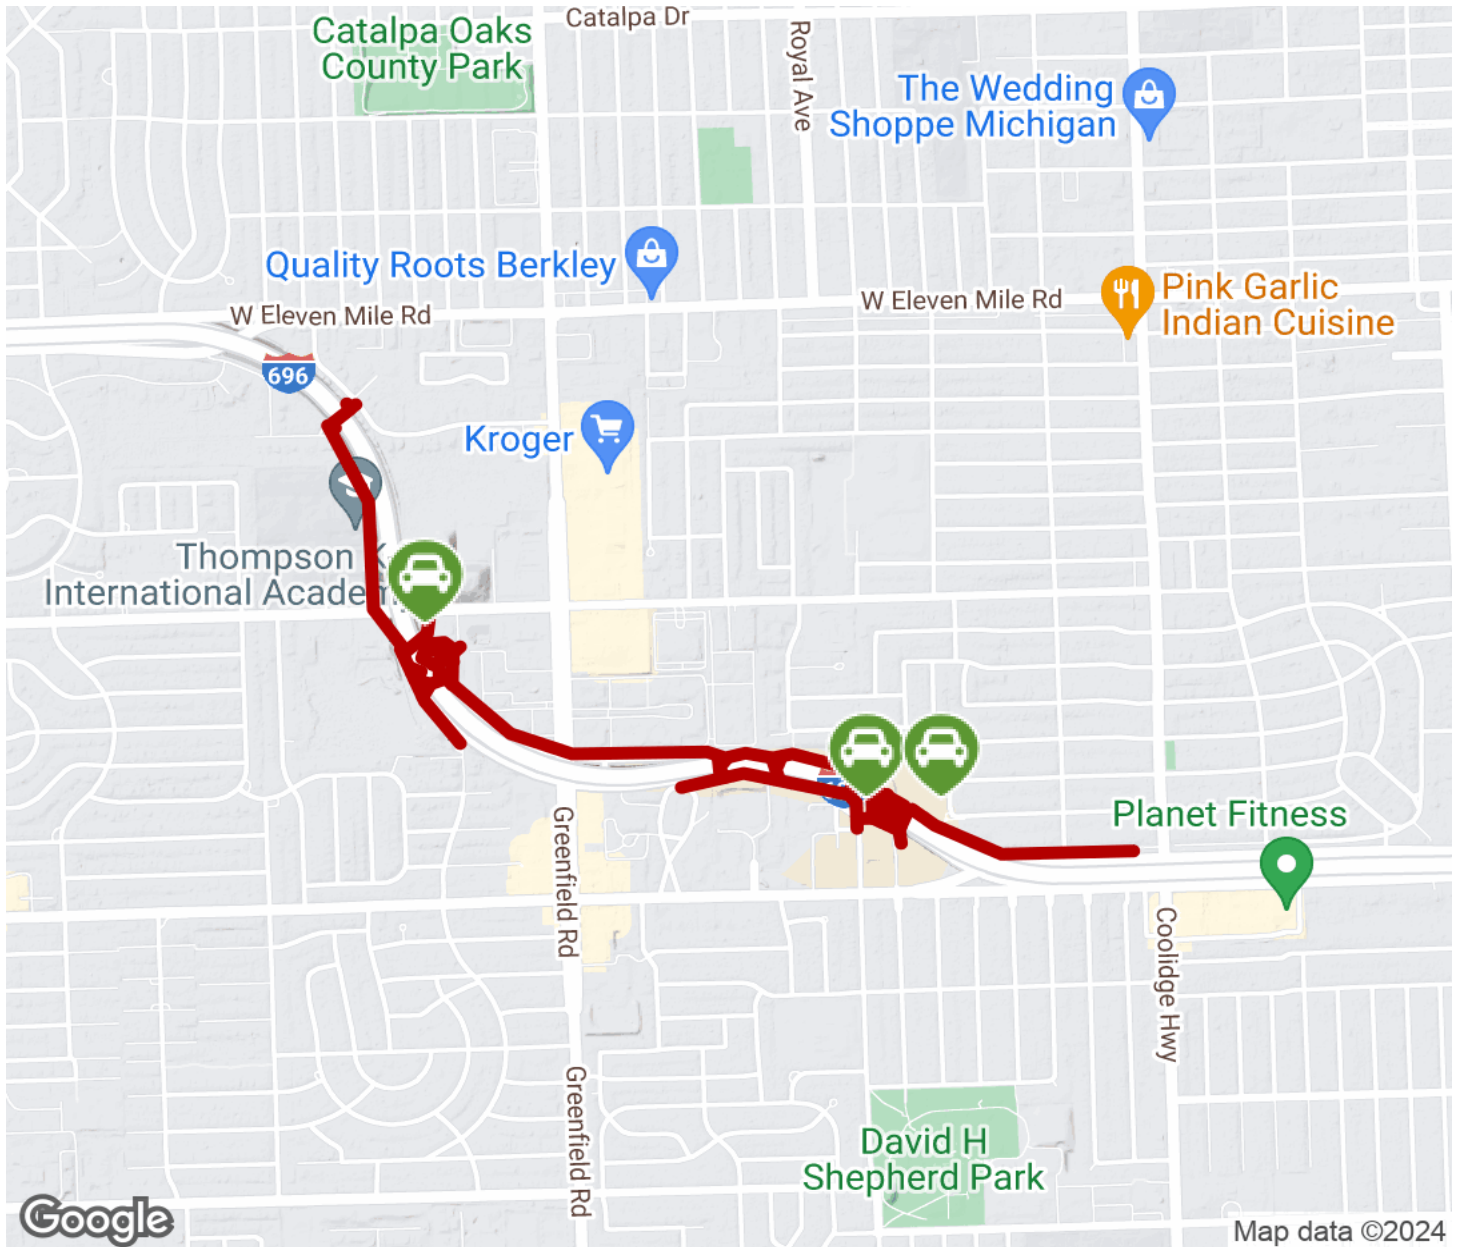 Catalpa Dr
Catalpa Oaks
County Park
Royal Ave
The Wedding
Shoppe Michigan
Quality Roots Berkley
W Eleven Mile Rd
W Eleven Mile Rd
Pink Garlic
Indian Cuisine
696
Kroger
Thompson K
International Academ
Planet Fitness
Greenfield Rd
Coolidge Hwy
Greenfield Rd
David H
Shepherd Park
Google
Map data ©2024